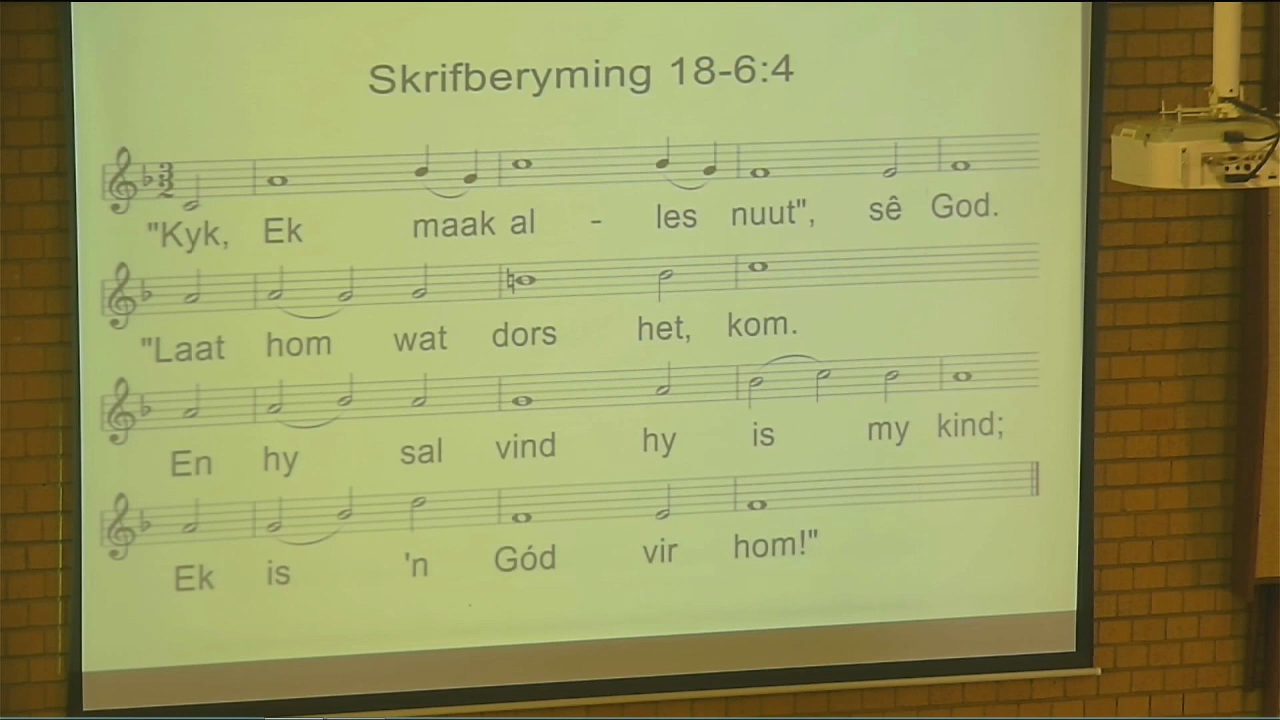 Skrifberyming 18-6:4
"Kyk, Ek maak al - les nuut", sê God.
"Laat hom wat dors het, kom.
En hy sal vind hy is my kind;
Ek is 'n Gód vir hom!"